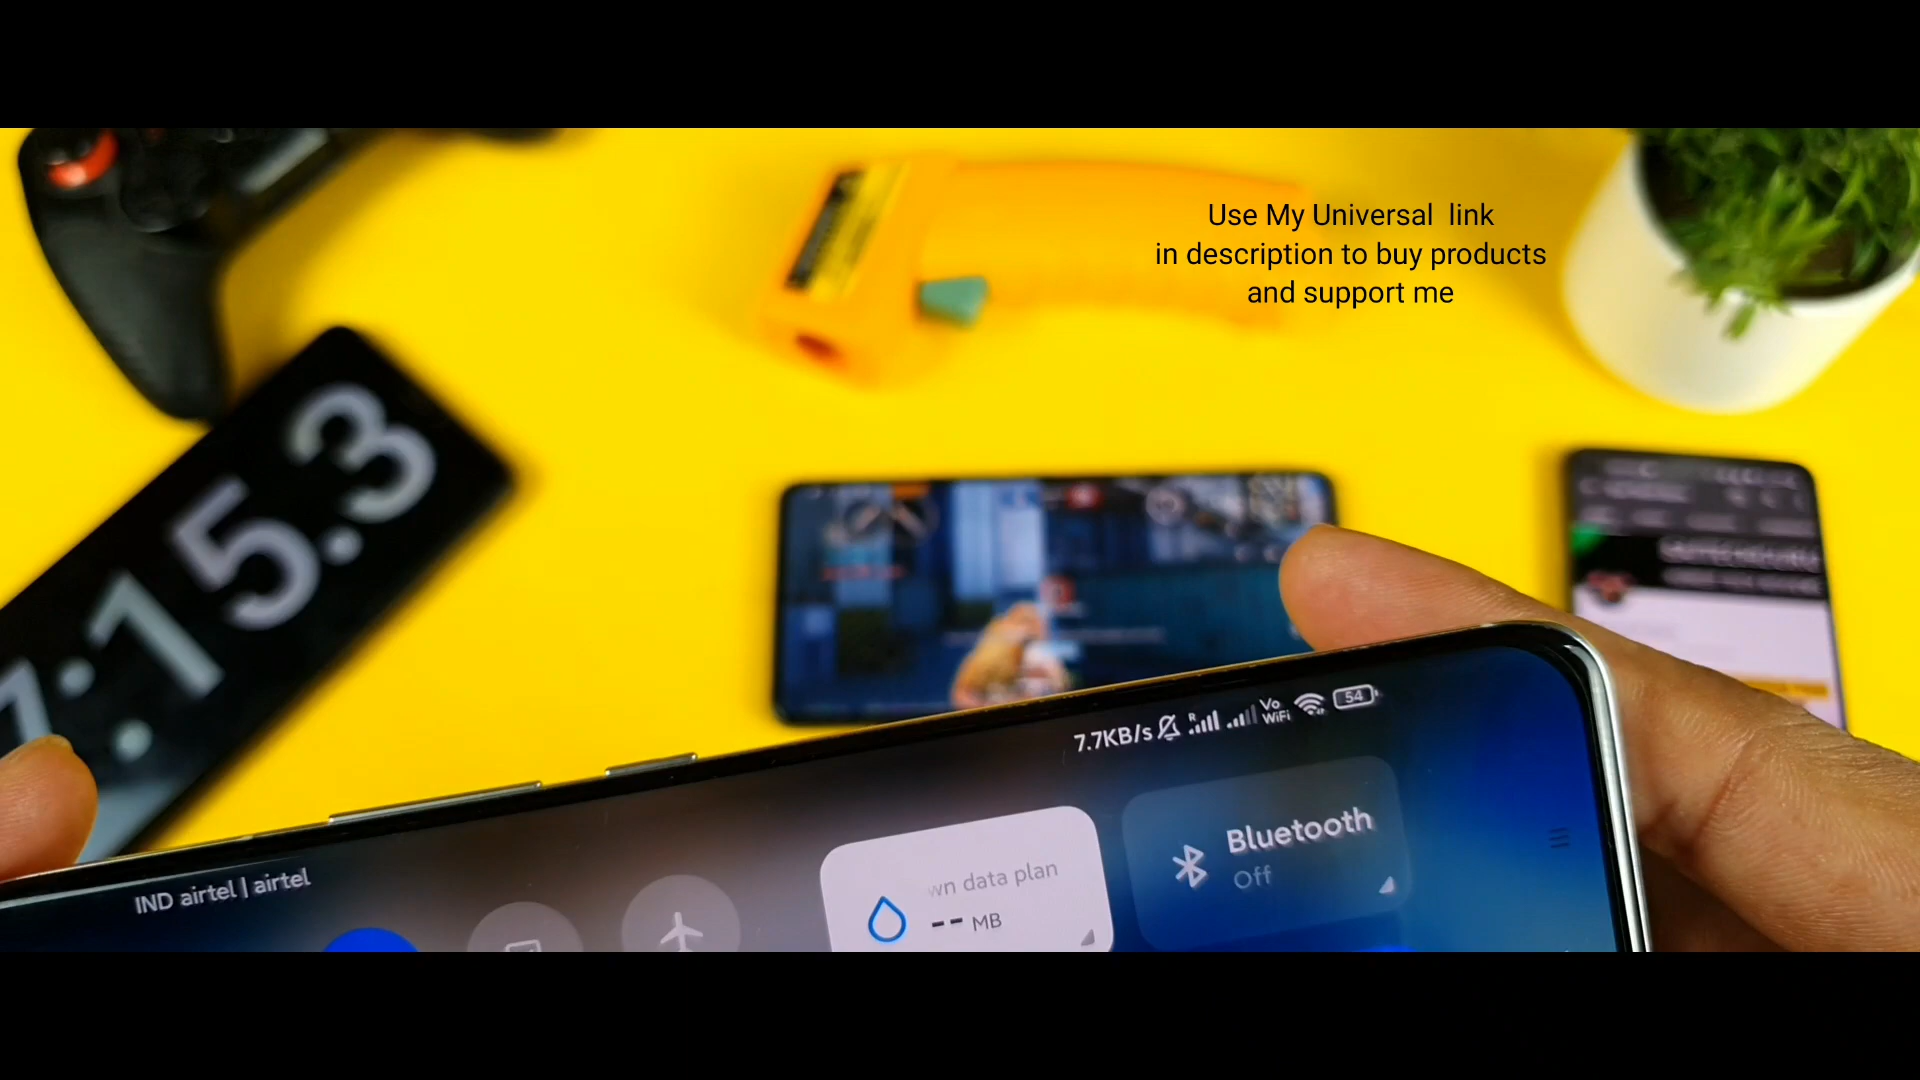 Use My Universal  link
in description to buy products
and support me
7:15.3
7.7KB/s R Vo WiFi 54
IND airtel | airtel
wn data plan
-- MB
Bluetooth
Off